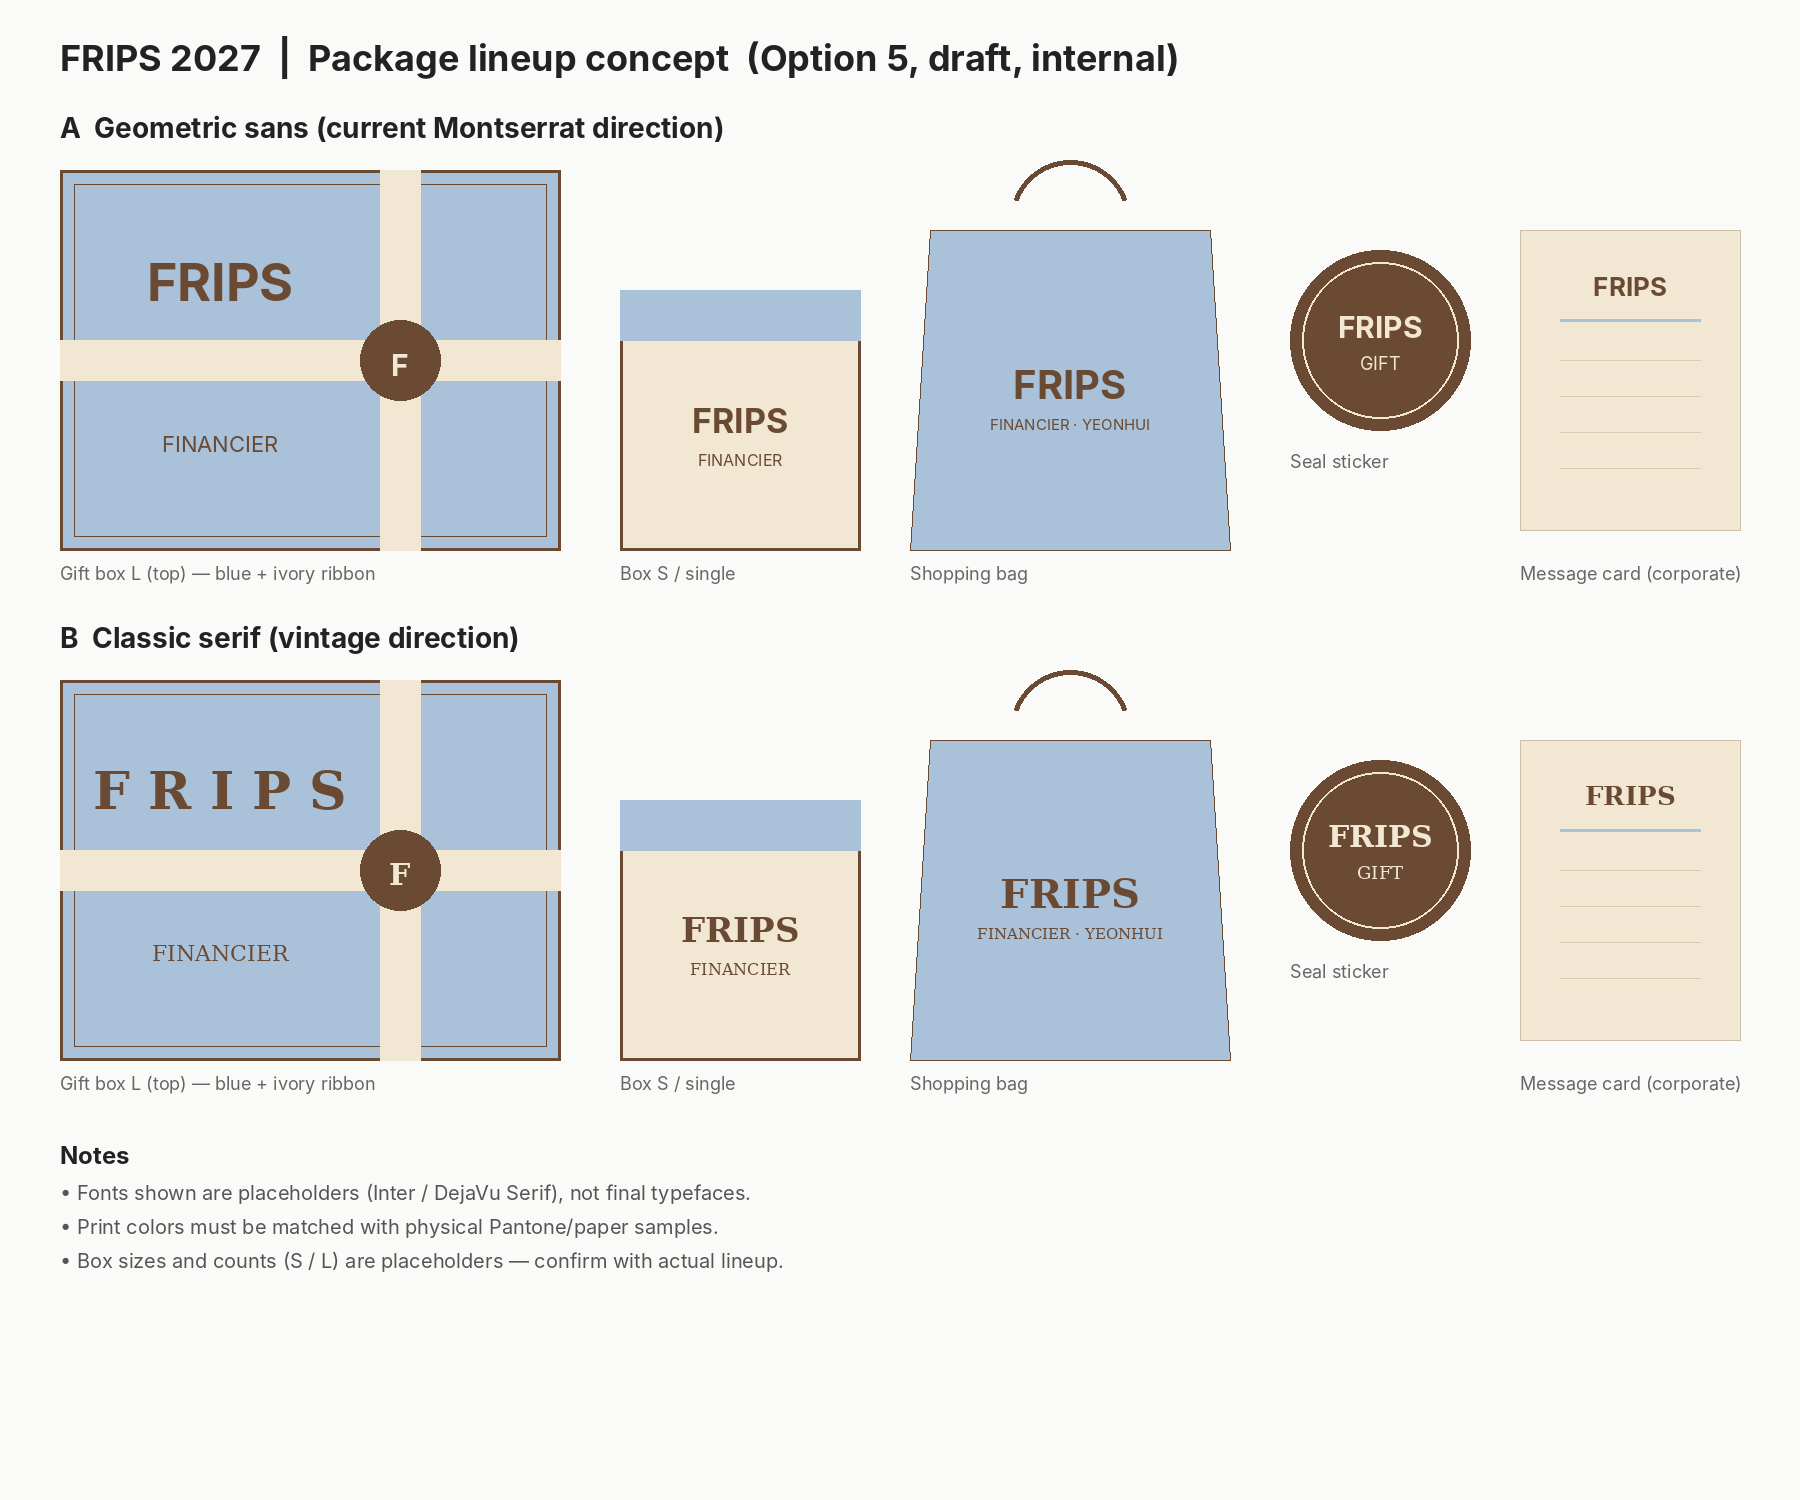 FRIPS 2027 | Package lineup concept (Option 5, draft, internal)
A Geometric sans (current Montserrat direction)
FRIPS
F
FINANCIER
Gift box L (top) — blue + ivory ribbon
FRIPS
FINANCIER
Box S / single
FRIPS
FINANCIER · YEONHUI
Shopping bag
FRIPS
GIFT
Seal sticker
FRIPS
Message card (corporate)
B Classic serif (vintage direction)
F R I P S
F
FINANCIER
Gift box L (top) — blue + ivory ribbon
FRIPS
FINANCIER
Box S / single
FRIPS
FINANCIER · YEONHUI
Shopping bag
FRIPS
GIFT
Seal sticker
FRIPS
Message card (corporate)
Notes
• Fonts shown are placeholders (Inter / DejaVu Serif), not final typefaces.
• Print colors must be matched with physical Pantone/paper samples.
• Box sizes and counts (S / L) are placeholders — confirm with actual lineup.